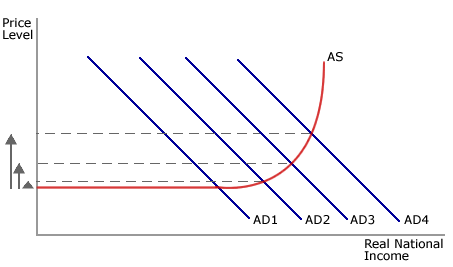 Price
Level
AS
AD1
AD2
AD3
AD4
Real National
Income